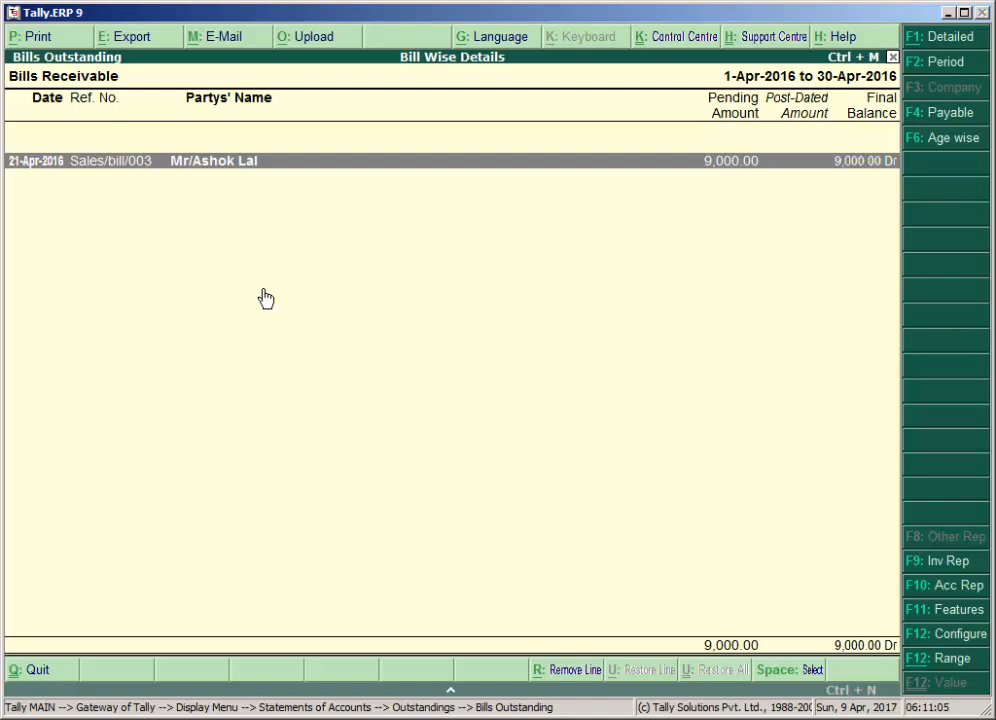 Tally.ERP 9
P: Print E: Export M: E-Mail O: Upload G: Language K: Keyboard K: Control Centre H: Support Centre H: Help
F1: Detailed
Bills Outstanding Bill Wise Details Ctrl + M
Bills Receivable 1-Apr-2016 to 30-Apr-2016
F2: Period
F3: Company
Date Ref. No. Partys' Name Pending Post-Dated Final
Amount Amount Balance
F4: Payable
F6: Age wise
21-Apr-2016 Sales/bill/003 Mr/Ashok Lal 9,000.00 9,000.00 Dr
F8: Other Rep
F9: Inv Rep
F10: Acc Rep
F11: Features
F12: Configure
9,000.00 9,000.00 Dr
F12: Range
Q: Quit R: Remove Line U: Restore Line U: Restore All Space: Select
F12: Value
Ctrl + N
Tally MAIN --> Gateway of Tally --> Display Menu --> Statements of Accounts --> Outstandings --> Bills Outstanding (c) Tally Solutions Pvt. Ltd., 1988-200 Sun, 9 Apr, 2017 06:11:05